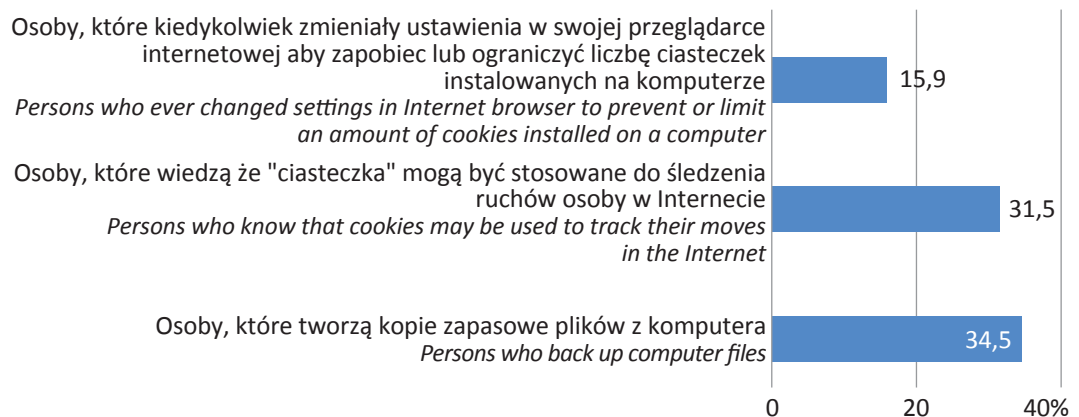 Osoby, które kiedykolwiek zmieniały ustawienia w swojej przeglądarce
internetowej aby zapobiec lub ograniczyć liczbę ciasteczek
instalowanych na komputerze
Persons who ever changed settings in Internet browser to prevent or limit
an amount of cookies installed on a computer
15,9
Osoby, które wiedzą że "ciasteczka" mogą być stosowane do śledzenia
ruchów osoby w Internecie
Persons who know that cookies may be used to track their moves
in the Internet
31,5
Osoby, które tworzą kopie zapasowe plików z komputera
Persons who back up computer files
34,5
0 20 40%